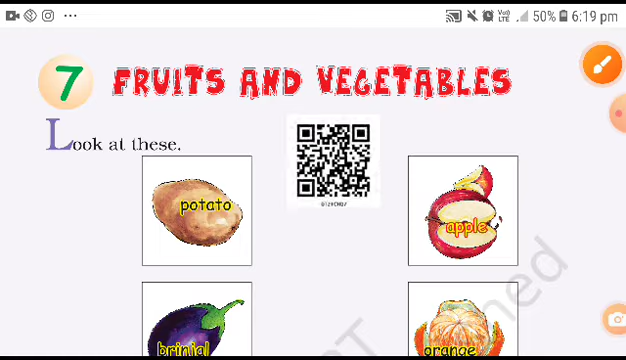 50% 6:19 pm
7 FRUITS AND VEGETABLES
Look at these.
potato
apple
brinjal
orange